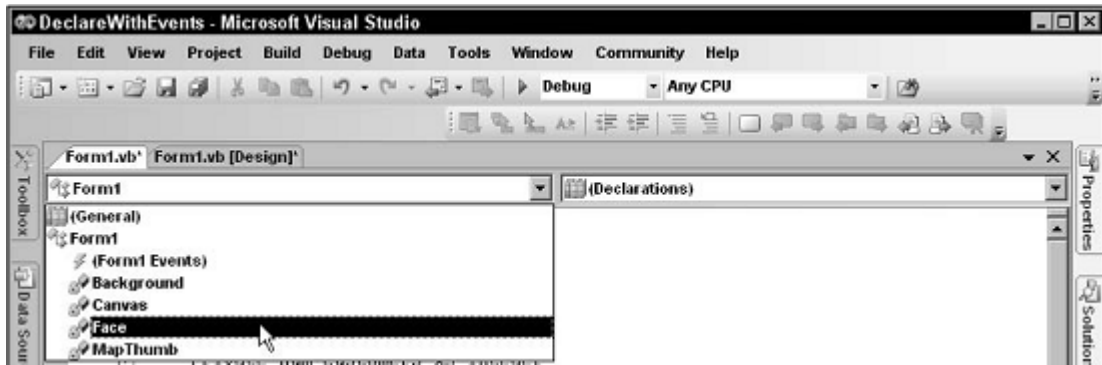 DeclareWithEvents - Microsoft Visual Studio
File Edit View Project Build Debug Data Tools Window Community Help
Debug Any CPU
Form1.vb* Form1.vb [Design]*
Toolbox
Form1 (Declarations)
Properties
(General)
Form1
(Form1 Events)
Background
Canvas
Face
MapThumb
Data Sour
Solution